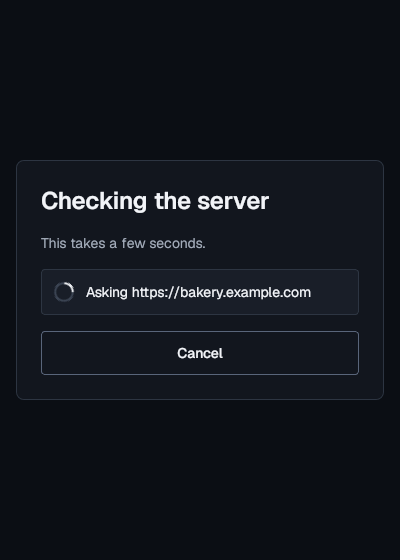 Checking the server
This takes a few seconds.
Asking https://bakery.example.com
Cancel